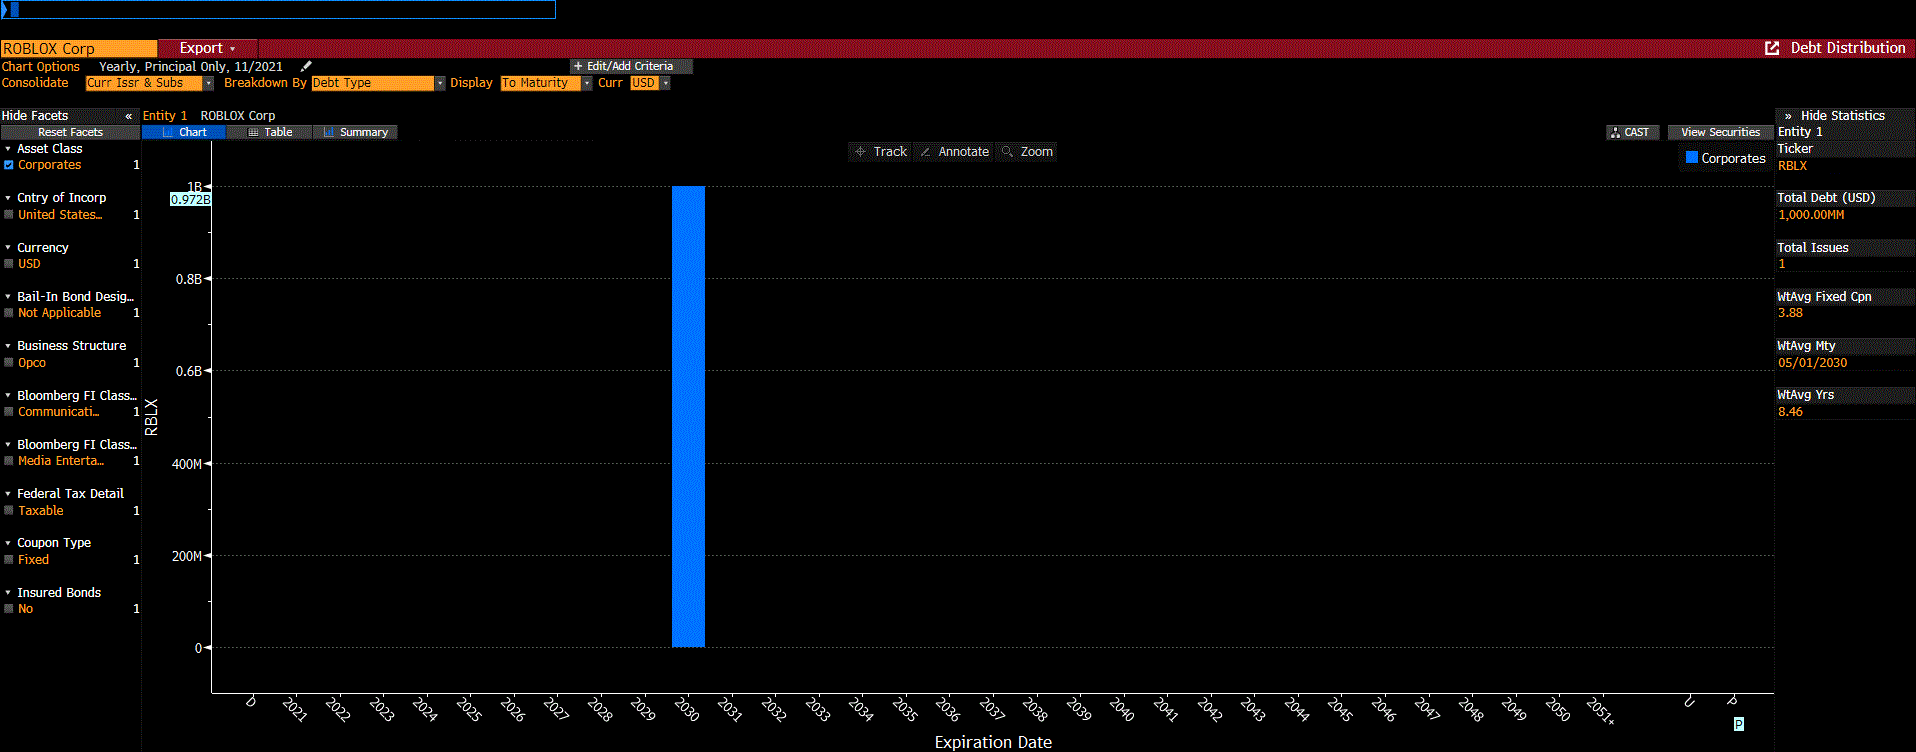 ROBLOX Corp Export Debt Distribution
Chart Options Yearly, Principal Only, 11/2021 + Edit/Add Criteria
Consolidate Curr Issr & Subs Breakdown By Debt Type Display To Maturity Curr USD
Hide Facets « Entity 1 ROBLOX Corp » Hide Statistics
Reset Facets Chart Table Summary CAST View Securities Entity 1
Asset Class 
Corporates 1
Cntry of Incorp
United States... 1
Currency
USD 1
Bail-In Bond Desig...
Not Applicable 1
Business Structure
Opco 1
Bloomberg FI Class...
Communicati... 1
Bloomberg FI Class...
Media Enterta... 1
Federal Tax Detail
Taxable 1
Coupon Type
Fixed 1
Insured Bonds
No 1
Track Annotate Zoom
Corporates
1B
0.972B
0.8B
0.6B
400M
200M
0
RBLX
D 2021 2022 2023 2024 2025 2026 2027 2028 2029 2030 2031 2032 2033 2034 2035 2036 2037 2038 2039 2040 2041 2042 2043 2044 2045 2046 2047 2048 2049 2050 2051+ U P
P
Expiration Date
Ticker
RBLX
Total Debt (USD)
1,000.00MM
Total Issues
1
WtAvg Fixed Cpn
3.88
WtAvg Mty
05/01/2030
WtAvg Yrs
8.46